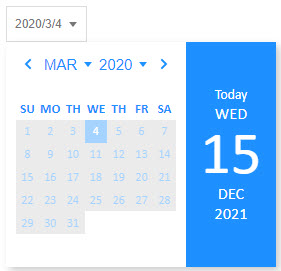 2020/3/4
MAR 2020
SU MO TH WE TH FR SA
1 2 3 4 5 6 7
8 9 10 11 12 13 14
15 16 17 18 19 20 21
22 23 24 25 26 27 28
29 30 31
Today
WED
15
DEC
2021